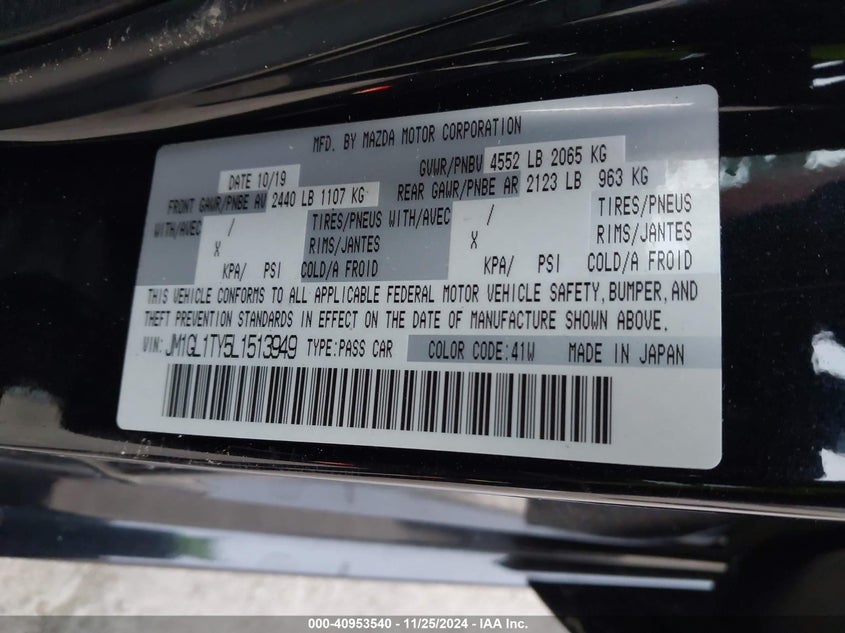 MFD. BY MAZDA MOTOR CORPORATION
DATE 10/19 GVWR/PNBV 4552 LB 2065 KG
FRONT GAWR/PNBE AV 2440 LB 1107 KG REAR GAWR/PNBE AR 2123 LB 963 KG
WITH/AVEC / TIRES/PNEUS WITH/AVEC / TIRES/PNEUS
X RIMS/JANTES X RIMS/JANTES
KPA/ PSI COLD/A FROID KPA/ PSI COLD/A FROID
THIS VEHICLE CONFORMS TO ALL APPLICABLE FEDERAL MOTOR VEHICLE SAFETY, BUMPER, AND
THEFT PREVENTION STANDARDS IN EFFECT ON THE DATE OF MANUFACTURE SHOWN ABOVE.
VIN: JM1GL1TY5L1513949 TYPE:PASS CAR COLOR CODE:41W MADE IN JAPAN
000-40953540 - 11/25/2024 - IAA Inc.